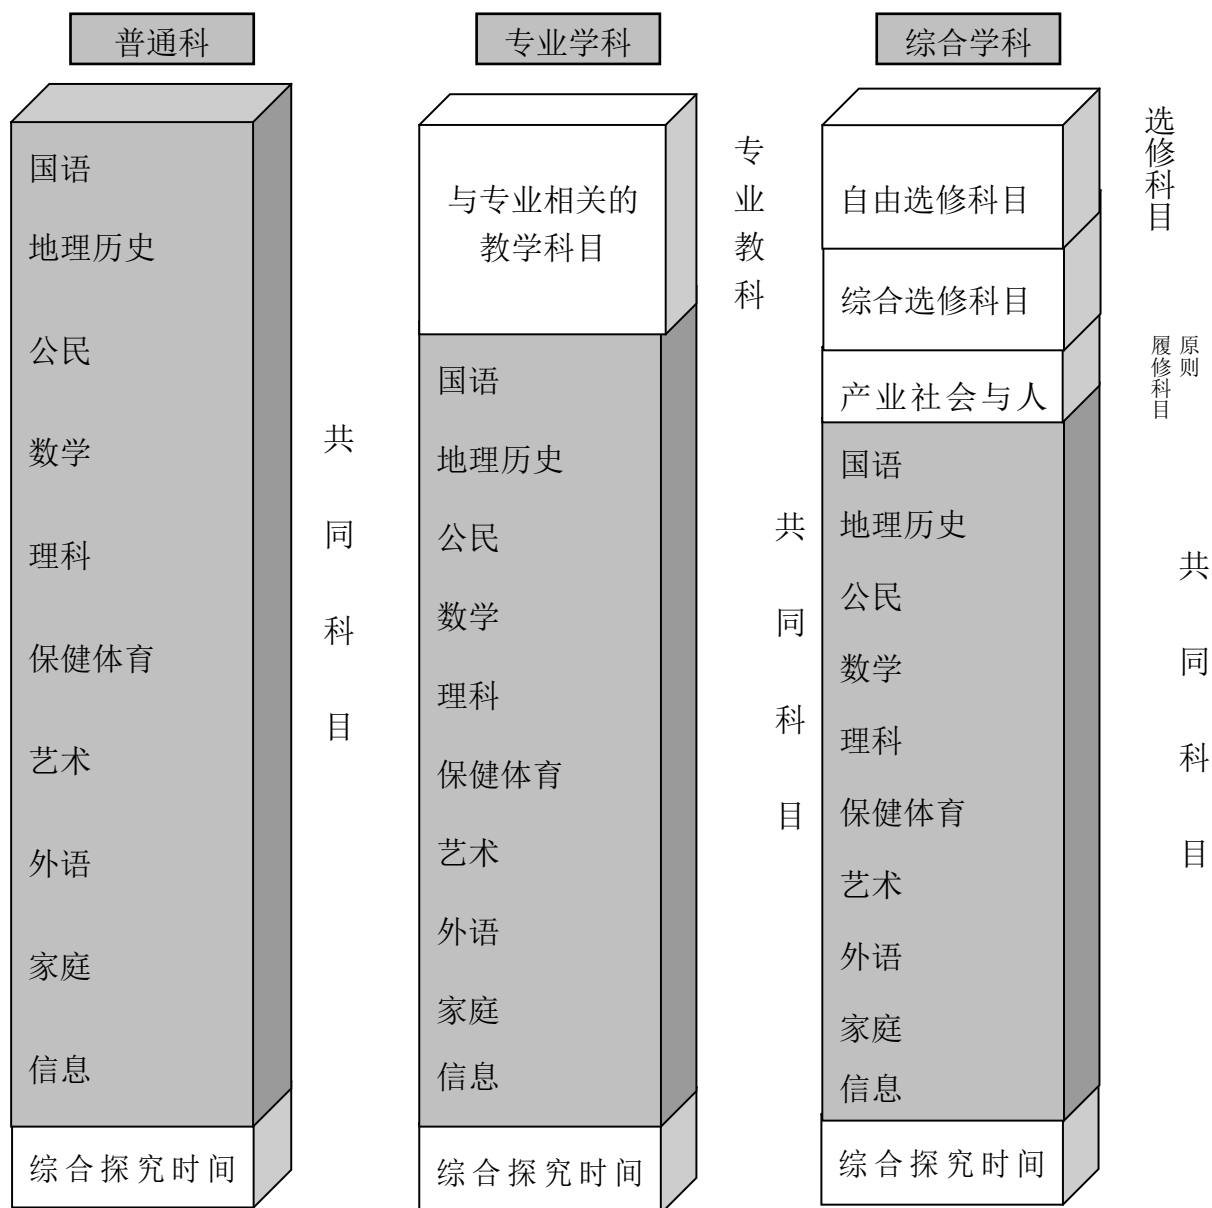 普通科
国语
地理历史
公民
数学
理科
保健体育
艺术
外语
家庭
信息
综合探究时间
共同科目
专业学科
与专业相关的
教学科目
国语
地理历史
公民
数学
理科
保健体育
艺术
外语
家庭
信息
综合探究时间
专业教科
共同科目
综合学科
自由选修科目
综合选修科目
产业社会与人
国语
地理历史
公民
数学
理科
保健体育
艺术
外语
家庭
信息
综合探究时间
选修科目
原则
履修科目
共同科目